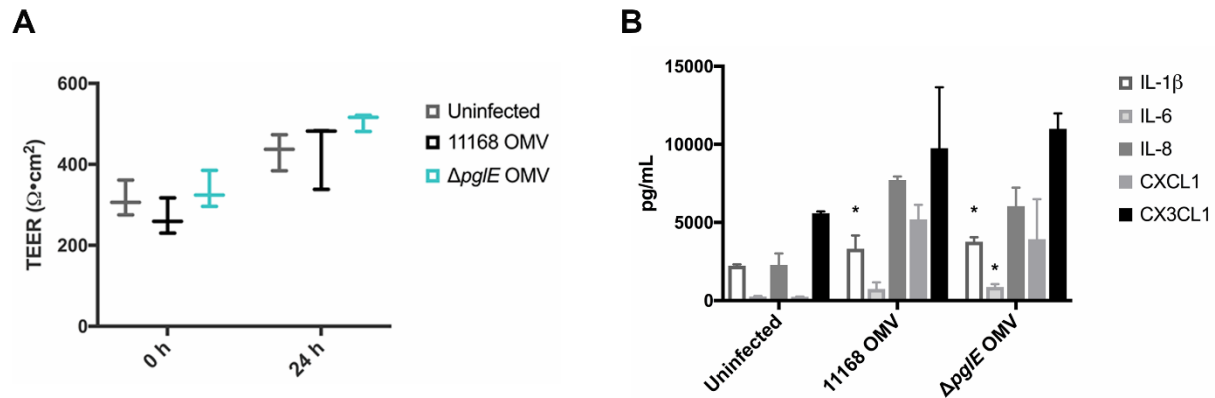 A
TEER (Ω•cm²)
600
400
200
0
0 h
24 h
Uninfected
11168 OMV
ΔpglE OMV
B
pg/mL
15000
10000
5000
0
*
*
*
Uninfected
11168 OMV
ΔpglE OMV
IL-1β
IL-6
IL-8
CXCL1
CX3CL1